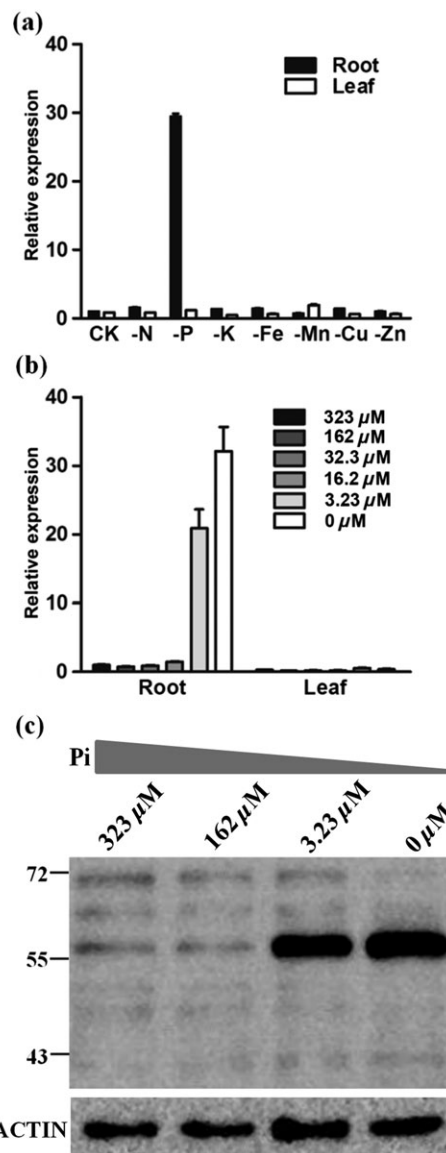 (a)
Relative expression
40
30
20
10
0
Root
Leaf
CK -N -P -K -Fe -Mn -Cu -Zn
(b)
Relative expression
40
30
20
10
0
323 µM
162 µM
32.3 µM
16.2 µM
3.23 µM
0 µM
Root Leaf
(c)
Pi
323 µM 162 µM 3.23 µM 0 µM
72
55
43
ACTIN